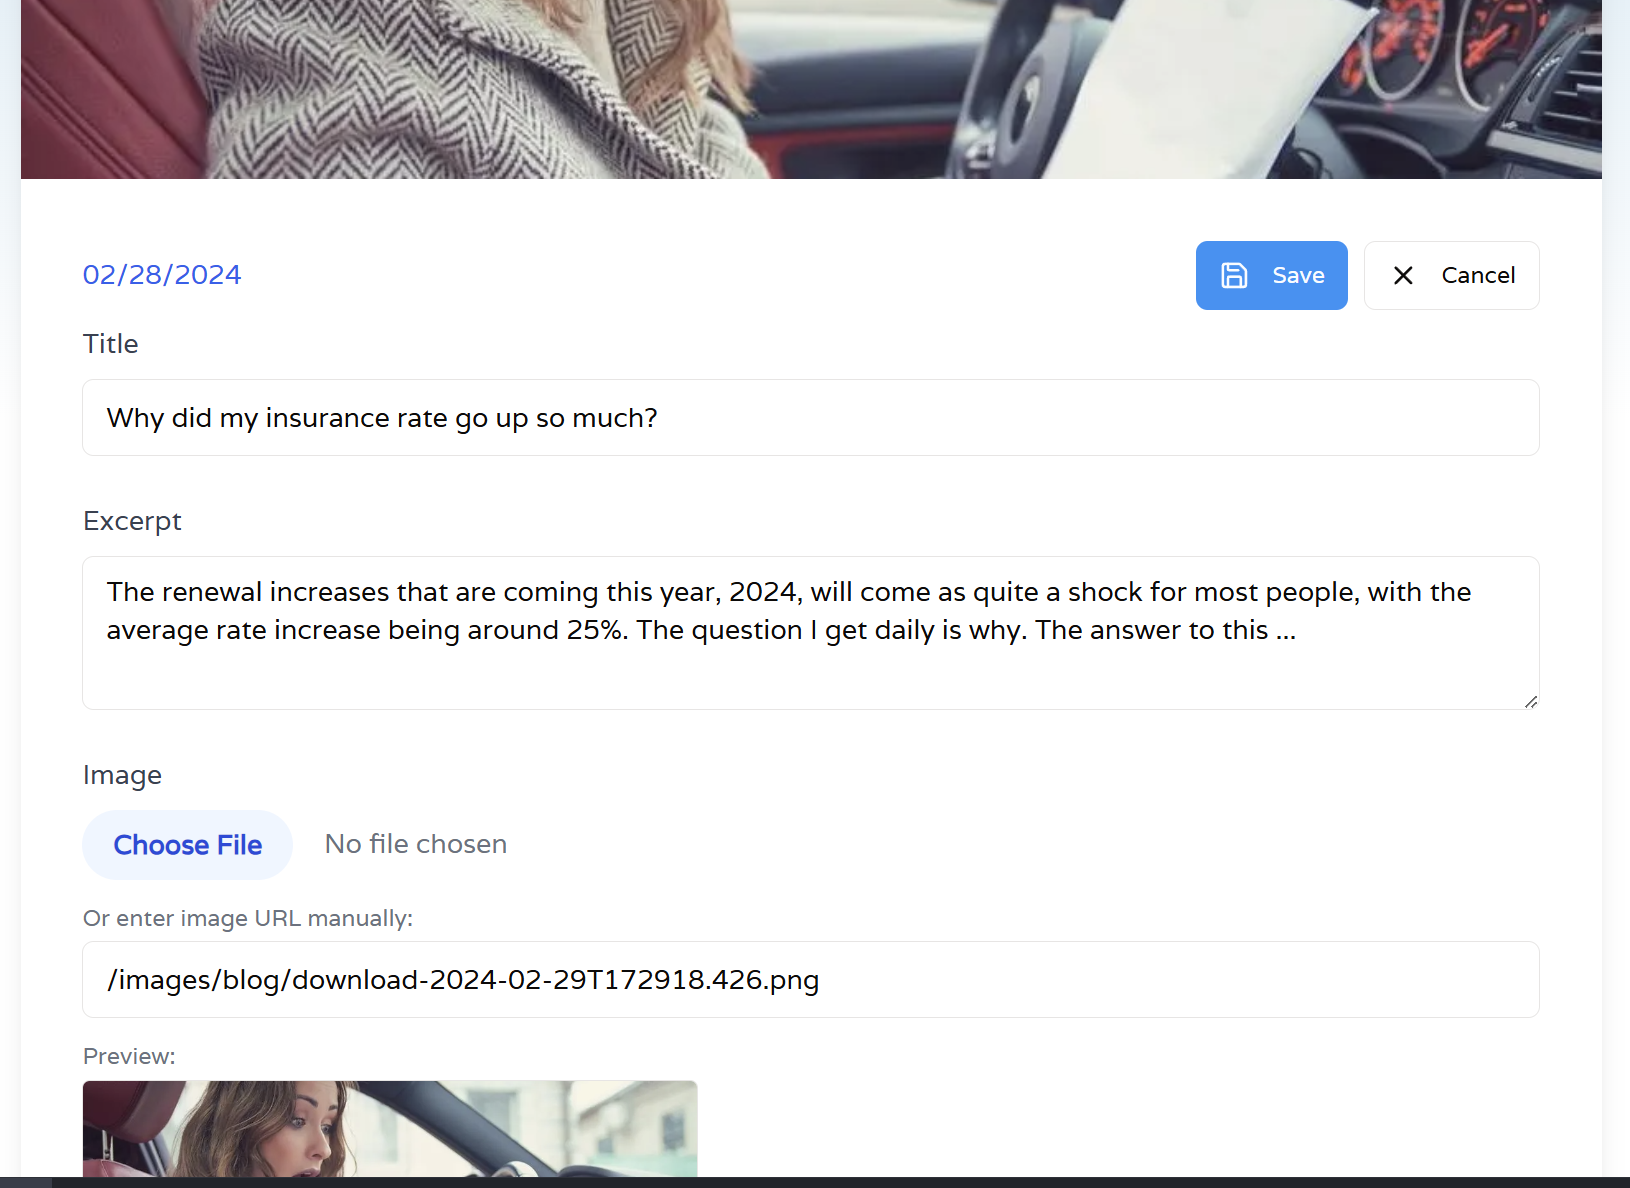 02/28/2024
Save
Cancel
Title
Why did my insurance rate go up so much?
Excerpt
The renewal increases that are coming this year, 2024, will come as quite a shock for most people, with the
average rate increase being around 25%. The question I get daily is why. The answer to this ...
Image
Choose File
No file chosen
Or enter image URL manually:
/images/blog/download-2024-02-29T172918.426.png
Preview: